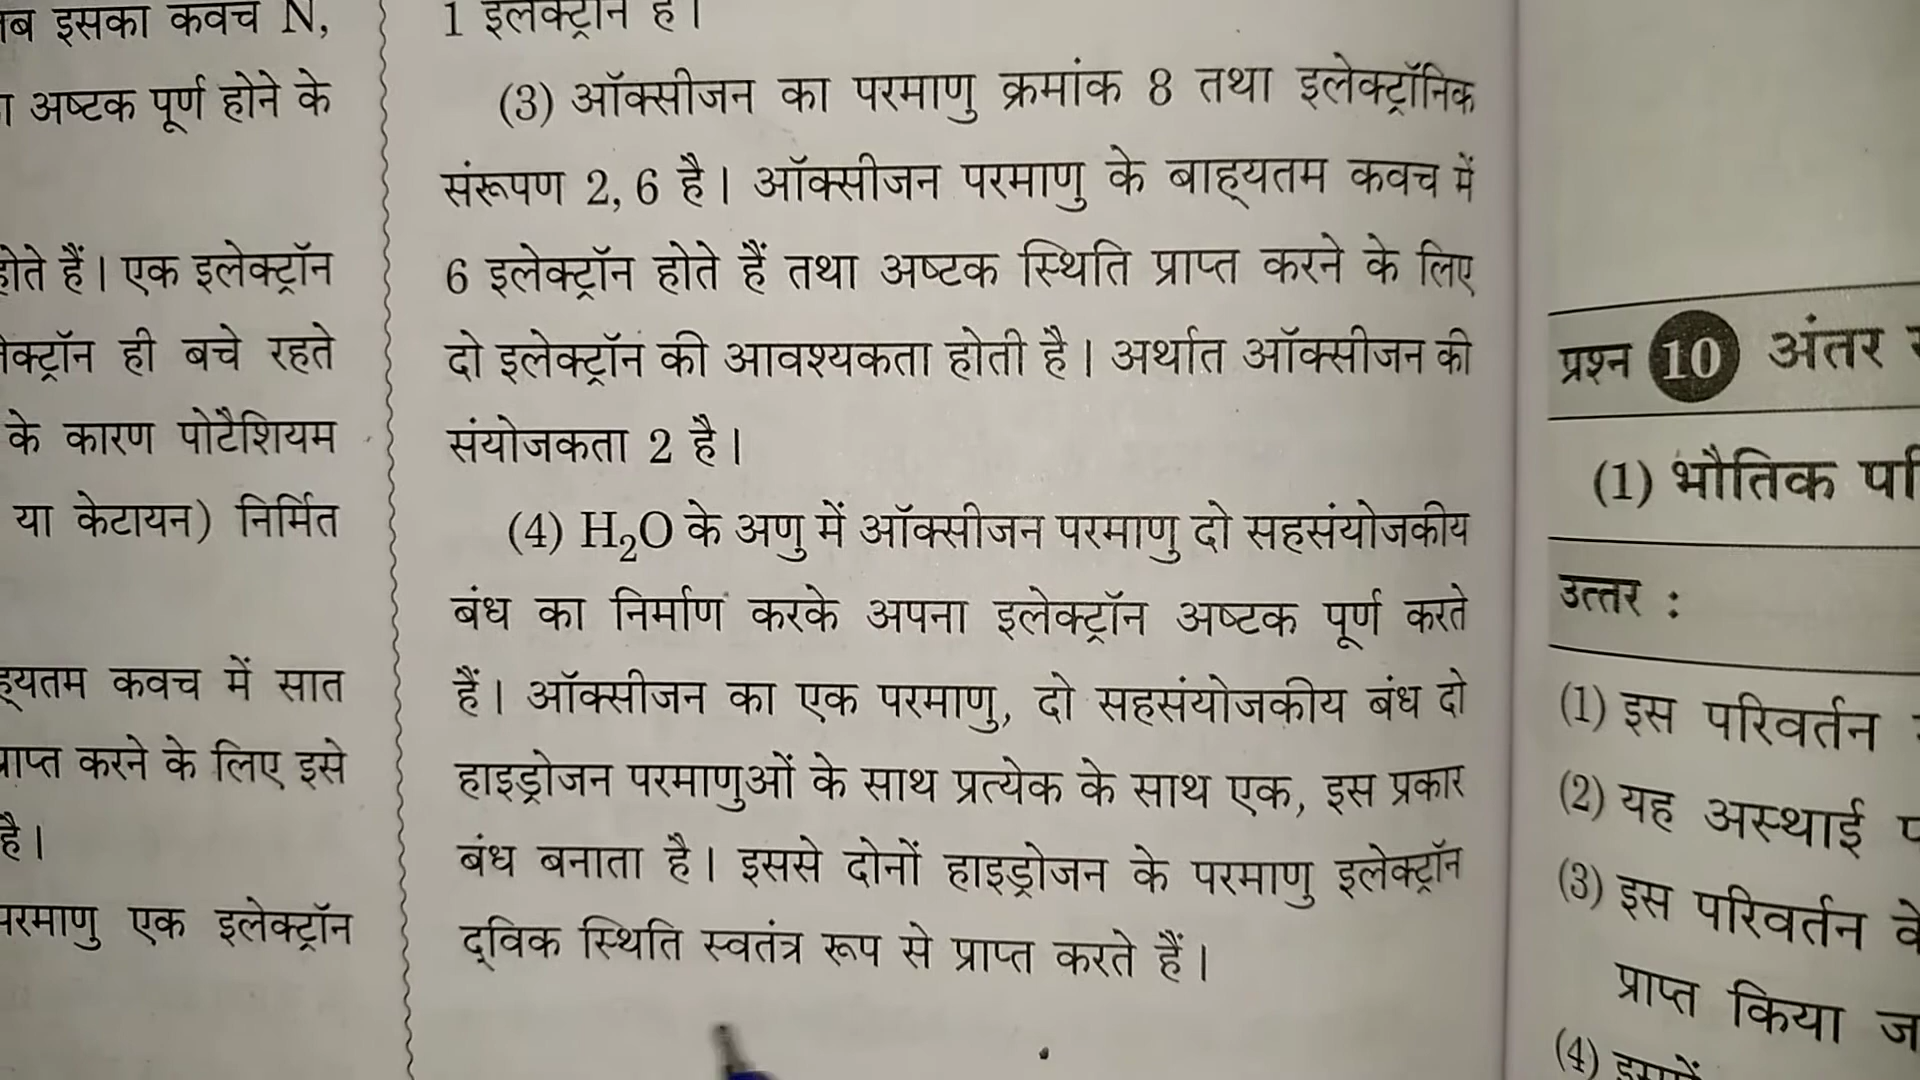 इसका कवच N,
अष्टक पूर्ण होने के
होते हैं। एक इलेक्ट्रॉन
ही बचे रहते
के कारण पोटैशियम
या केटायन) निर्मित
कवच में सात
प्राप्त करने के लिए इसे
है।
परमाणु एक इलेक्ट्रॉन
1 इलेक्ट्रॉन है।
(3) ऑक्सीजन का परमाणु क्रमांक 8 तथा इलेक्ट्रॉनिक
संरूपण 2, 6 है। ऑक्सीजन परमाणु के बाह्यतम कवच में
6 इलेक्ट्रॉन होते हैं तथा अष्टक स्थिति प्राप्त करने के लिए
दो इलेक्ट्रॉन की आवश्यकता होती है। अर्थात ऑक्सीजन की
संयोजकता 2 है।
(4) H₂O के अणु में ऑक्सीजन परमाणु दो सहसंयोजकीय
बंध का निर्माण करके अपना इलेक्ट्रॉन अष्टक पूर्ण करते
हैं। ऑक्सीजन का एक परमाणु, दो सहसंयोजकीय बंध दो
हाइड्रोजन परमाणुओं के साथ प्रत्येक के साथ एक, इस प्रकार
बंध बनाता है। इससे दोनों हाइड्रोजन के परमाणु इलेक्ट्रॉन
द्विक स्थिति स्वतंत्र रूप से प्राप्त करते हैं।
प्रश्न 10 अंतर
(1) भौतिक
उत्तर :
(1) इस परिवर्तन
(2) यह अस्थाई
(3) इस परिवर्तन
प्राप्त किया
(4) इसमें